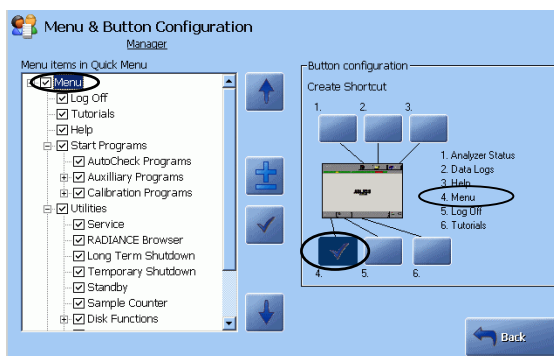 Menu & Button Configuration
Manager
Menu items in Quick Menu
Menu
Log Off
Tutorials
Help
Start Programs
AutoCheck Programs
Auxilliary Programs
Calibration Programs
Utilities
Service
RADIANCE Browser
Long Term Shutdown
Temporary Shutdown
Standby
Sample Counter
Disk Functions
Button configuration
Create Shortcut
1. 2. 3.
1. Analyzer Status
2. Data Logs
3. Help
4. Menu
5. Log Off
6. Tutorials
4. 5. 6.
Back